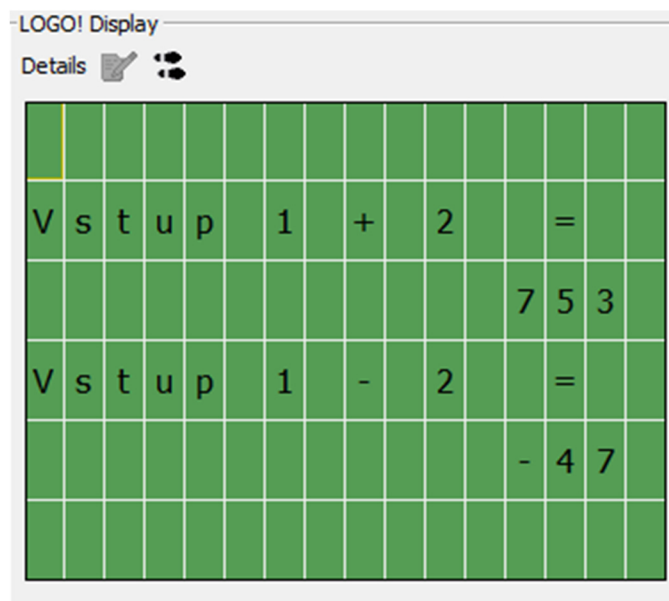 LOGO! Display
Details
Vstup 1 + 2 =
753
Vstup 1 - 2 =
-47